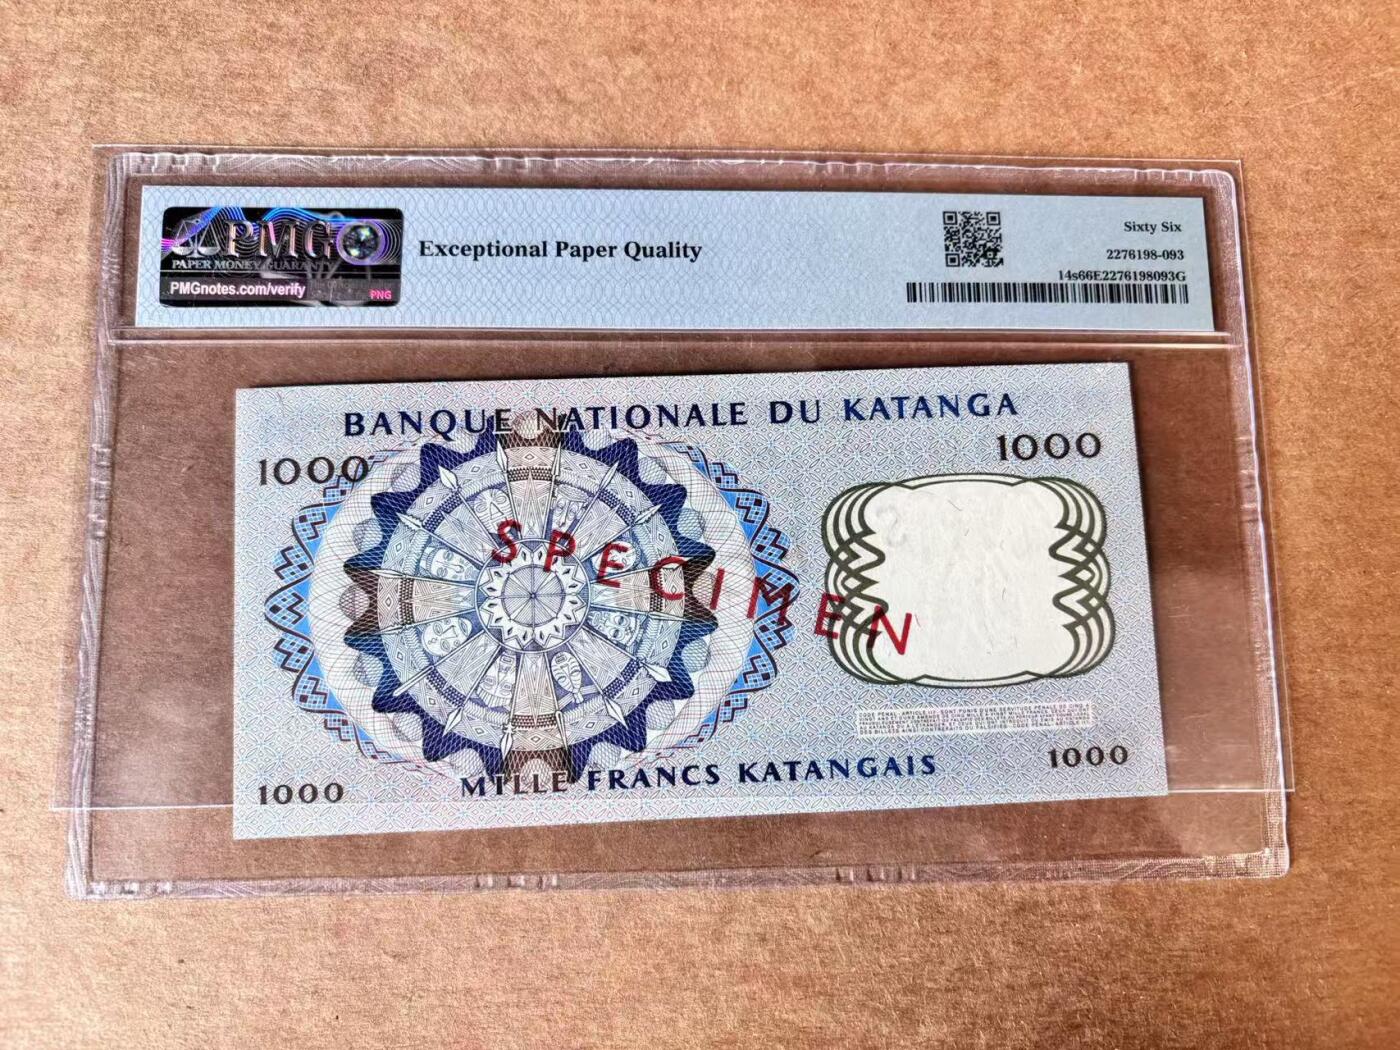 PMG
PAPER MONEY GUARANTY
PMGnotes.com/verify
PNG
Exceptional Paper Quality
Sixty Six
2276198-093
14s66E2276198093G
BANQUE NATIONALE DU KATANGA
1000
1000
SPECIMEN
MILLE FRANCS KATANGAIS
1000
1000